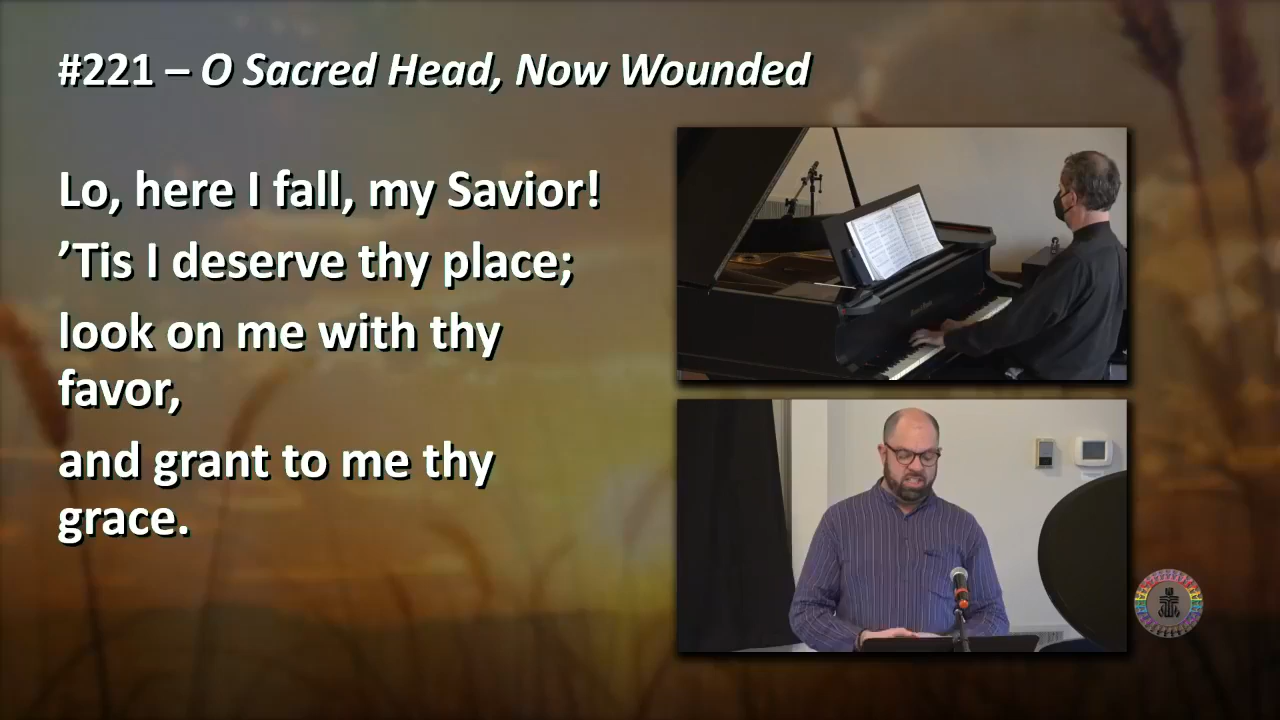 #221 – O Sacred Head, Now Wounded
Lo, here I fall, my Savior!
’Tis I deserve thy place;
look on me with thy
favor,
and grant to me thy
grace.